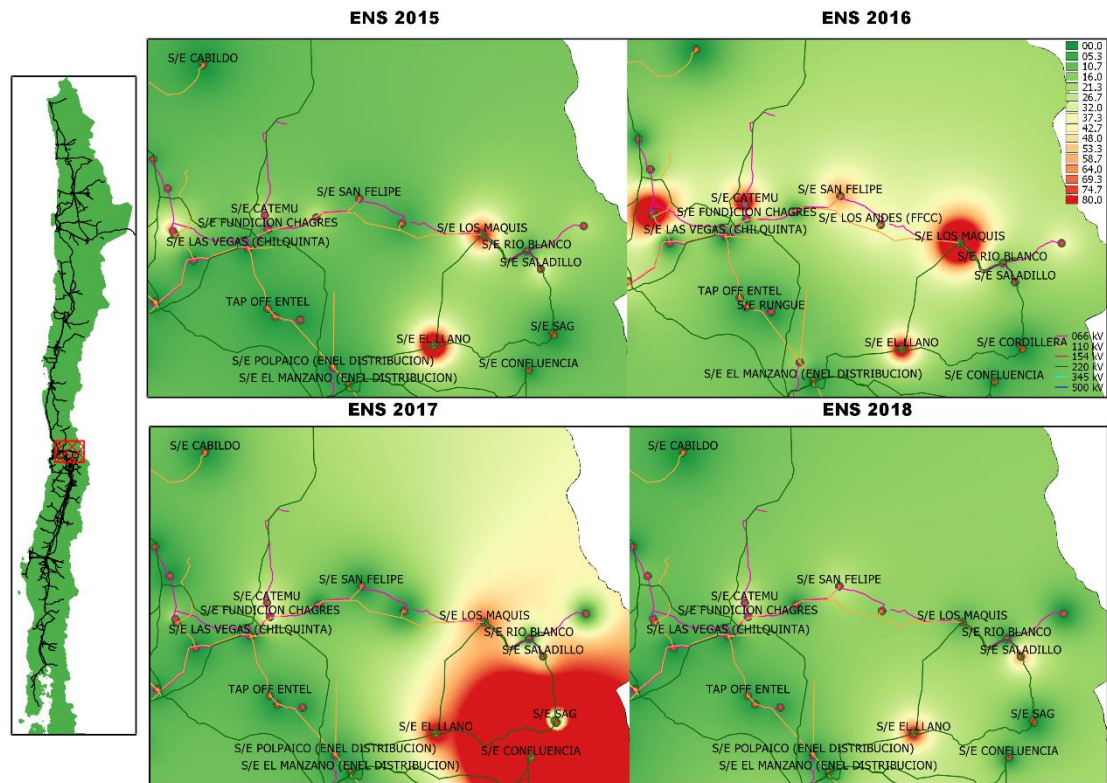 ENS 2015
ENS 2016
S/E CABILDO
S/E SAN FELIPE
S/E CATEMU
S/E FUNDICION CHAGRES
S/E LOS MAQUIS
S/E LAS VEGAS (CHILQUINTA)
S/E RIO BLANCO
S/E SALADILLO
TAP OFF ENTEL
S/E SAG
S/E EL LLANO
S/E POLPAICO (ENEL DISTRIBUCION)
S/E CONFLUENCIA
S/E EL MANZANO (ENEL DISTRIBUCION)
S/E SAN FELIPE
S/E CATEMU
S/E FUNDICION CHAGRES
S/E LOS ANDES (FFCC)
S/E LAS VEGAS (CHILQUINTA)
S/E LOS MAQUIS
S/E RIO BLANCO
S/E SALADILLO
TAP OFF ENTEL
S/E RUNGUE
S/E EL LLANO
S/E CORDILLERA
S/E EL MANZANO (ENEL DISTRIBUCION)
S/E CONFLUENCIA
00.0
05.3
10.7
16.0
21.3
26.7
32.0
37.3
42.7
48.0
53.3
58.7
64.0
69.3
74.7
80.0
066 kV
110 kV
154 kV
220 kV
345 kV
500 kV
ENS 2017
ENS 2018
S/E CABILDO
S/E SAN FELIPE
S/E CATEMU
S/E FUNDICION CHAGRES
S/E LOS MAQUIS
S/E LAS VEGAS (CHILQUINTA)
S/E RIO BLANCO
S/E SALADILLO
TAP OFF ENTEL
S/E SAG
S/E EL LLANO
S/E POLPAICO (ENEL DISTRIBUCION)
S/E CONFLUENCIA
S/E EL MANZANO (ENEL DISTRIBUCION)
S/E CABILDO
S/E SAN FELIPE
S/E CATEMU
S/E FUNDICION CHAGRES
S/E LOS MAQUIS
S/E LAS VEGAS (CHILQUINTA)
S/E RIO BLANCO
S/E SALADILLO
TAP OFF ENTEL
S/E SAG
S/E EL LLANO
S/E POLPAICO (ENEL DISTRIBUCION)
S/E CONFLUENCIA
S/E EL MANZANO (ENEL DISTRIBUCION)